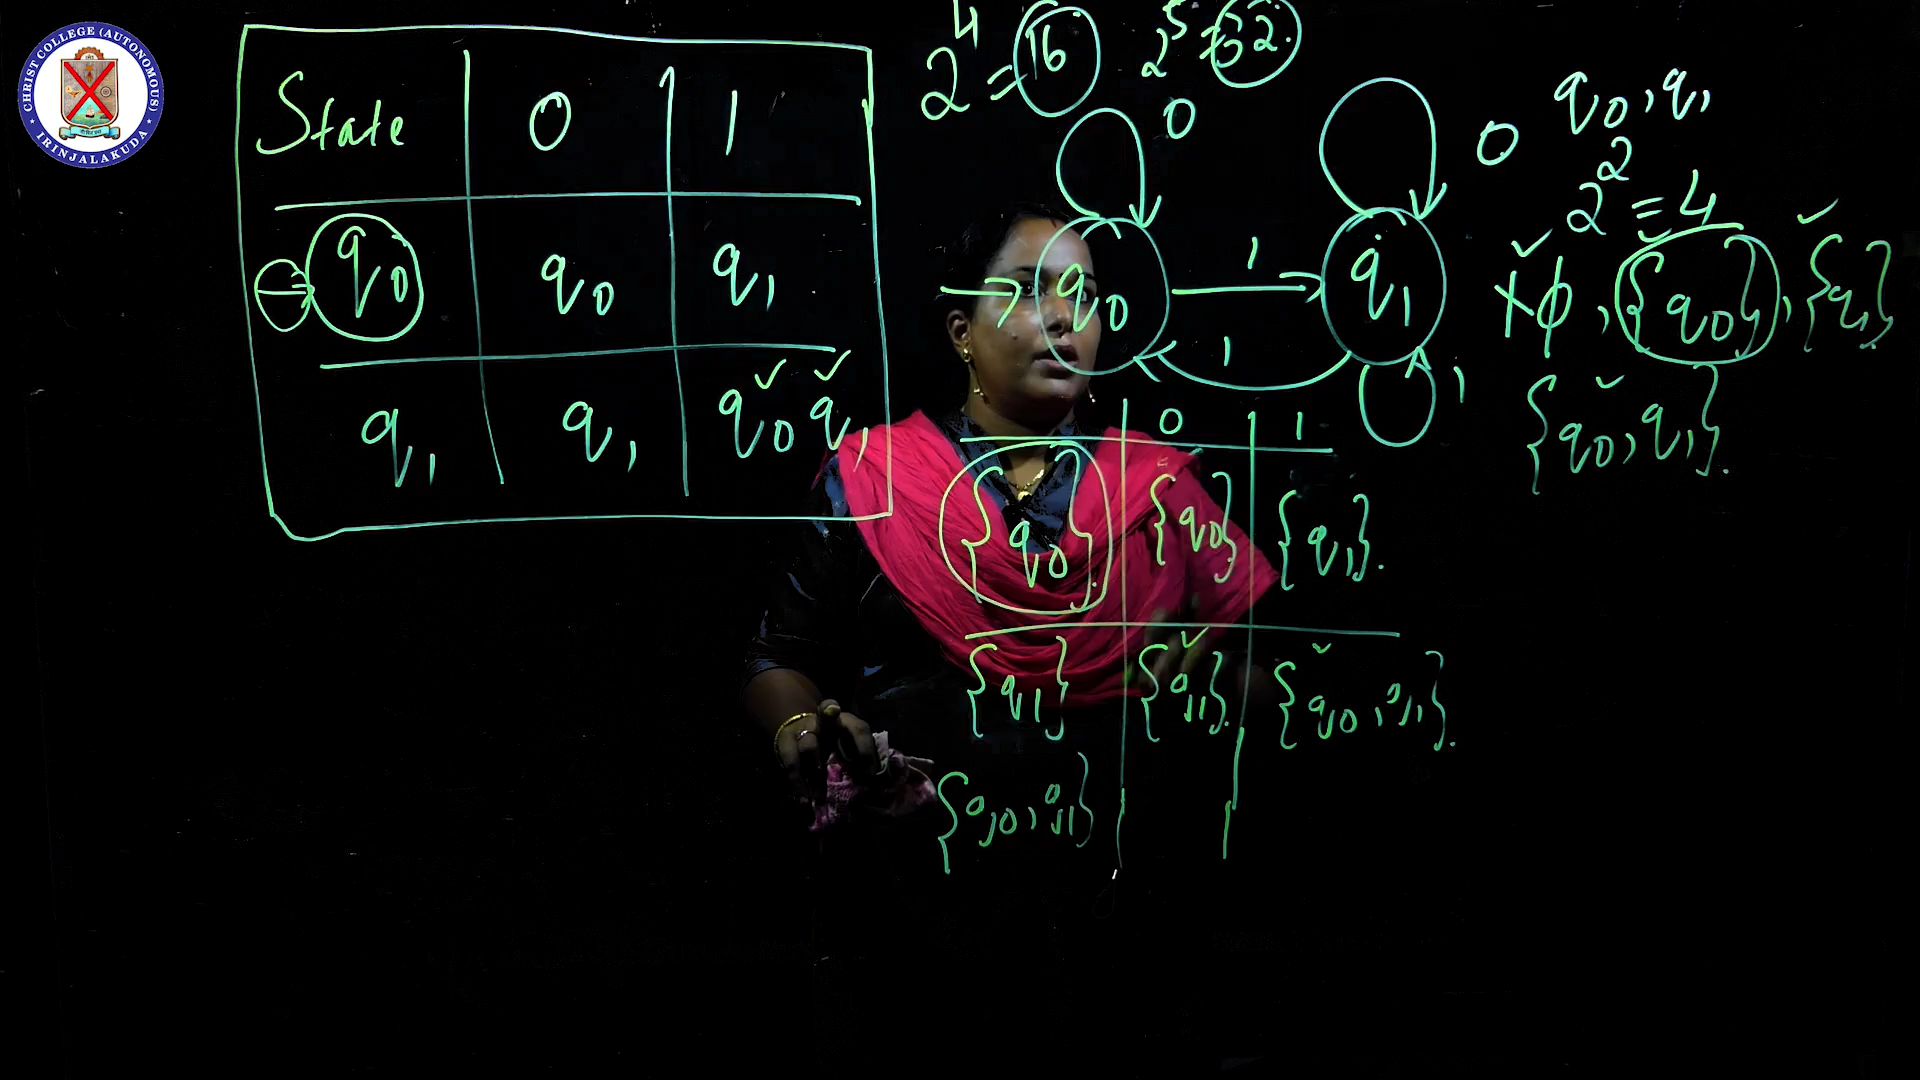 CHRIST COLLEGE (AUTONOMOUS)
IRINJALAKUDA
State 0 1
→ q0 q0 q1
q1 q1 q0 q1
2^4 = 16 2^5 = 32
q0, q1
2^2 = 4
ϕ, {q0}, {q1}
{q0, q1}.
0 0
→ q0 1 q1
1
1
0 1
{q0} {q0} {q1}.
{q1} {q1}. {q0, q1}.
{q0, q1}